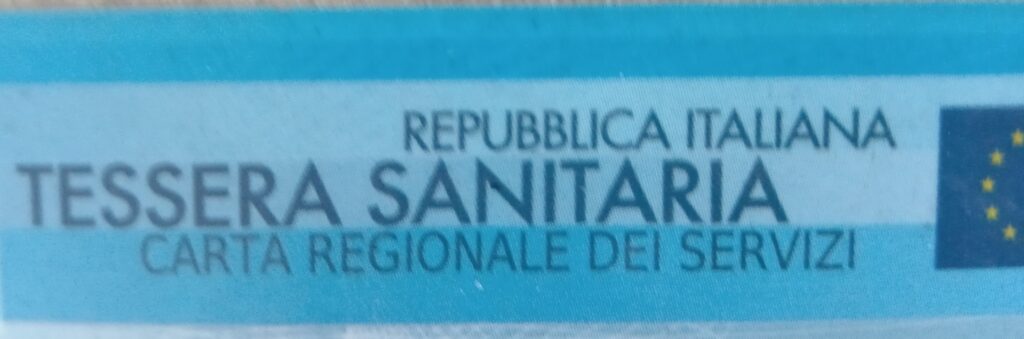 REPUBBLICA ITALIANA
TESSERA SANITARIA
CARTA REGIONALE DEI SERVIZI